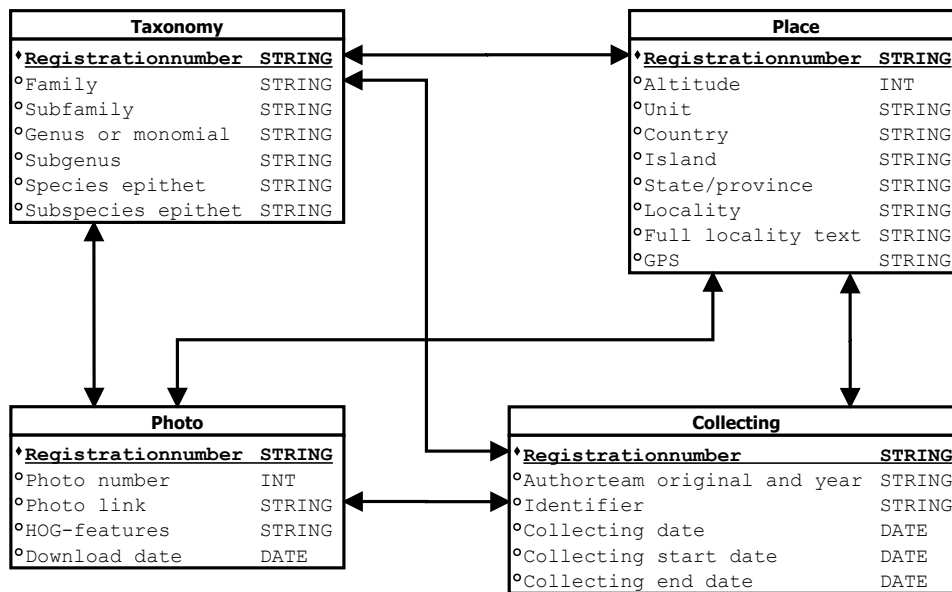 Taxonomy
Registrationnumber STRING
Family STRING
Subfamily STRING
Genus or monomial STRING
Subgenus STRING
Species epithet STRING
Subspecies epithet STRING
Place
Registrationnumber STRING
Altitude INT
Unit STRING
Country STRING
Island STRING
State/province STRING
Locality STRING
Full locality text STRING
GPS STRING
Photo
Registrationnumber STRING
Photo number INT
Photo link STRING
HOG-features STRING
Download date DATE
Collecting
Registrationnumber STRING
Authorteam original and year STRING
Identifier STRING
Collecting date DATE
Collecting start date DATE
Collecting end date DATE